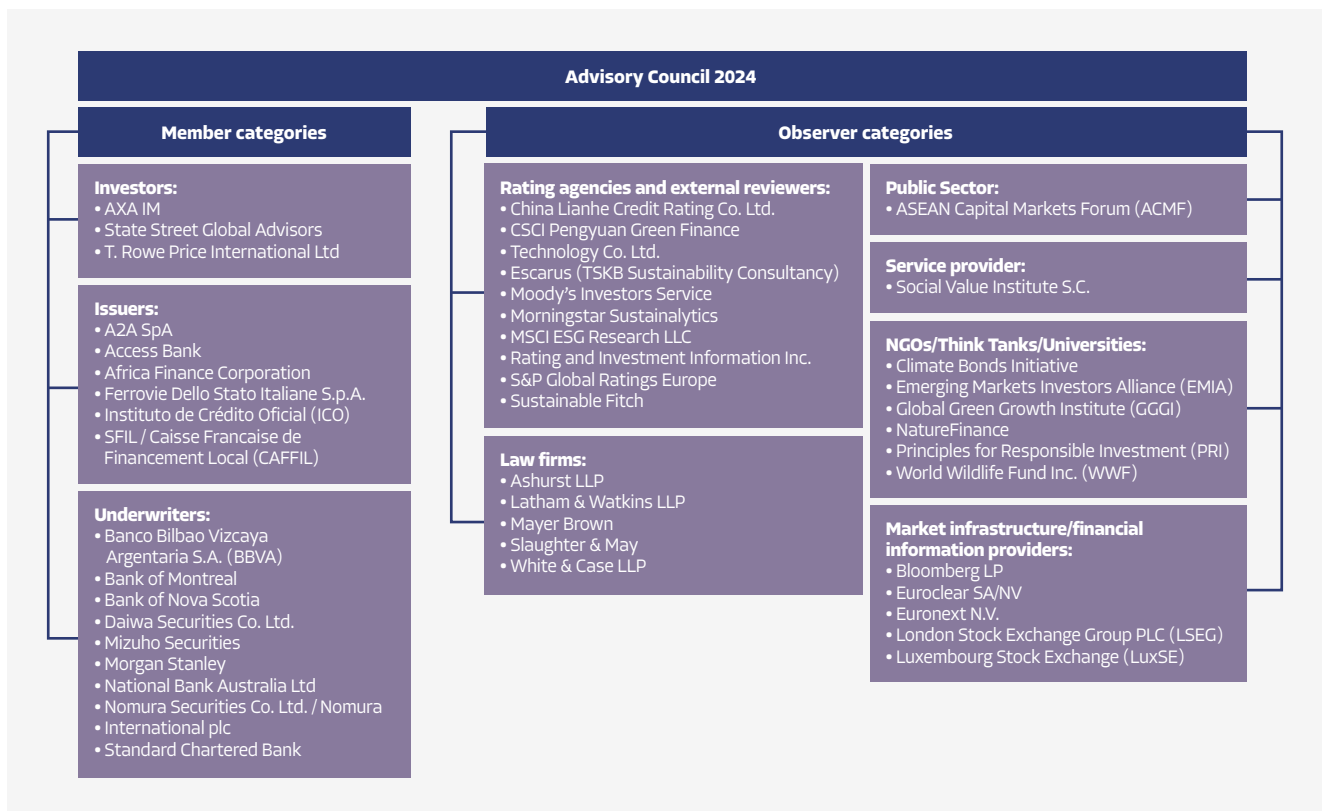 Advisory Council 2024
Member categories
Investors:
• AXA IM
• State Street Global Advisors
• T. Rowe Price International Ltd
Issuers:
• A2A SpA
• Access Bank
• Africa Finance Corporation
• Ferrovie Dello Stato Italiane S.p.A.
• Instituto de Crédito Oficial (ICO)
• SFIL / Caisse Francaise de
Financement Local (CAFFIL)
Underwriters:
• Banco Bilbao Vizcaya
Argentaria S.A. (BBVA)
• Bank of Montreal
• Bank of Nova Scotia
• Daiwa Securities Co. Ltd.
• Mizuho Securities
• Morgan Stanley
• National Bank Australia Ltd
• Nomura Securities Co. Ltd. / Nomura
• International plc
• Standard Chartered Bank
Observer categories
Rating agencies and external reviewers:
• China Lianhe Credit Rating Co. Ltd.
• CSCI Pengyuan Green Finance
• Technology Co. Ltd.
• Escarus (TSKB Sustainability Consultancy)
• Moody's Investors Service
• Morningstar Sustainalytics
• MSCI ESG Research LLC
• Rating and Investment Information Inc.
• S&P Global Ratings Europe
• Sustainable Fitch
Law firms:
• Ashurst LLP
• Latham & Watkins LLP
• Mayer Brown
• Slaughter & May
• White & Case LLP
Public Sector:
• ASEAN Capital Markets Forum (ACMF)
Service provider:
• Social Value Institute S.C.
NGOs/Think Tanks/Universities:
• Climate Bonds Initiative
• Emerging Markets Investors Alliance (EMIA)
• Global Green Growth Institute (GGGI)
• NatureFinance
• Principles for Responsible Investment (PRI)
• World Wildlife Fund Inc. (WWF)
Market infrastructure/financial
information providers:
• Bloomberg LP
• Euroclear SA/NV
• Euronext N.V.
• London Stock Exchange Group PLC (LSEG)
• Luxembourg Stock Exchange (LuxSE)